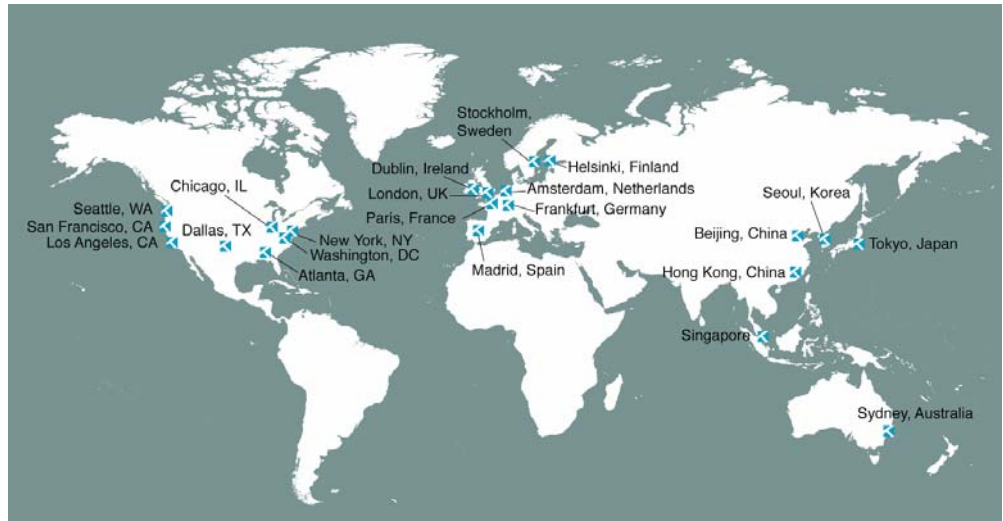 Stockholm,
Sweden
Dublin, Ireland
Helsinki, Finland
Chicago, IL
London, UK
Amsterdam, Netherlands
Seoul, Korea
Seattle, WA
Paris, France
Frankfurt, Germany
San Francisco, CA
Dallas, TX
Los Angeles, CA
New York, NY
Washington, DC
Beijing, China
Tokyo, Japan
Atlanta, GA
Madrid, Spain
Hong Kong, China
Singapore
Sydney, Australia